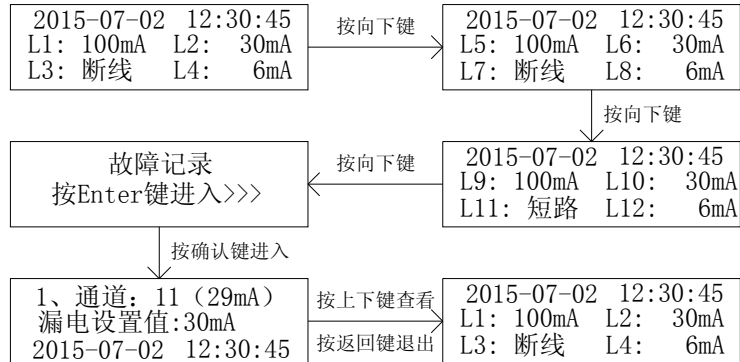 2015-07-02 12:30:45
L1: 100mA L2: 30mA
L3: 断线 L4: 6mA
按向下键
2015-07-02 12:30:45
L5: 100mA L6: 30mA
L7: 断线 L8: 6mA
按向下键
2015-07-02 12:30:45
L9: 100mA L10: 30mA
L11: 短路 L12: 6mA
按向下键
故障记录
按Enter键进入>>>
按确认键进入
1、通道: 11（29mA）
漏电设置值:30mA
2015-07-02 12:30:45
按上下键查看
按返回键退出
2015-07-02 12:30:45
L1: 100mA L2: 30mA
L3: 断线 L4: 6mA